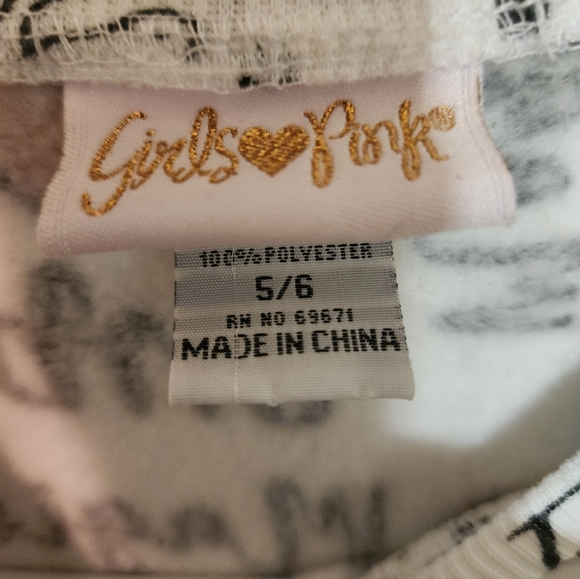 Girls Pink®
100% POLYESTER
5/6
RN NO 69671
MADE IN CHINA